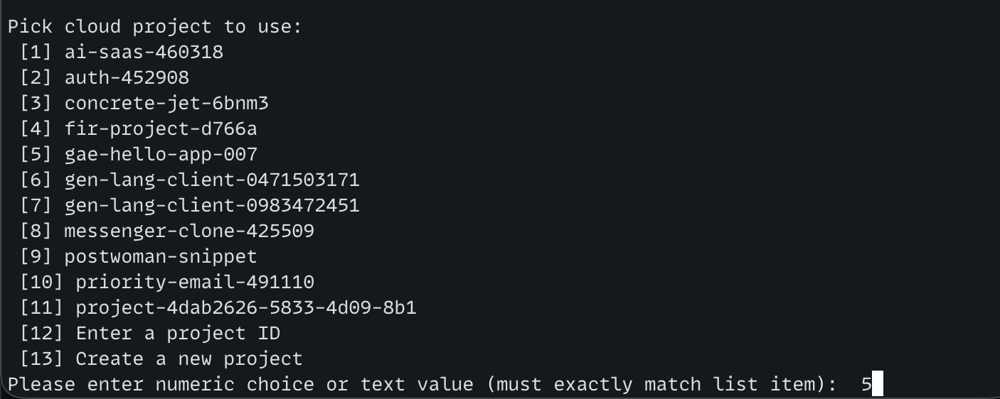 Pick cloud project to use:
[1] ai-saas-460318
[2] auth-452908
[3] concrete-jet-6bnm3
[4] fir-project-d766a
[5] gae-hello-app-007
[6] gen-lang-client-0471503171
[7] gen-lang-client-0983472451
[8] messenger-clone-425509
[9] postwoman-snippet
[10] priority-email-491110
[11] project-4dab2626-5833-4d09-8b1
[12] Enter a project ID
[13] Create a new project
Please enter numeric choice or text value (must exactly match list item):  5